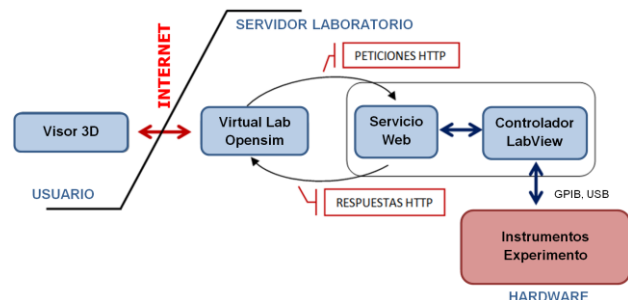 SERVIDOR LABORATORIO
INTERNET
PETICIONES HTTP
Visor 3D
Virtual Lab
Opensim
Servicio
Web
Controlador
LabView
USUARIO
RESPUESTAS HTTP
GPIB, USB
Instrumentos
Experimento
HARDWARE